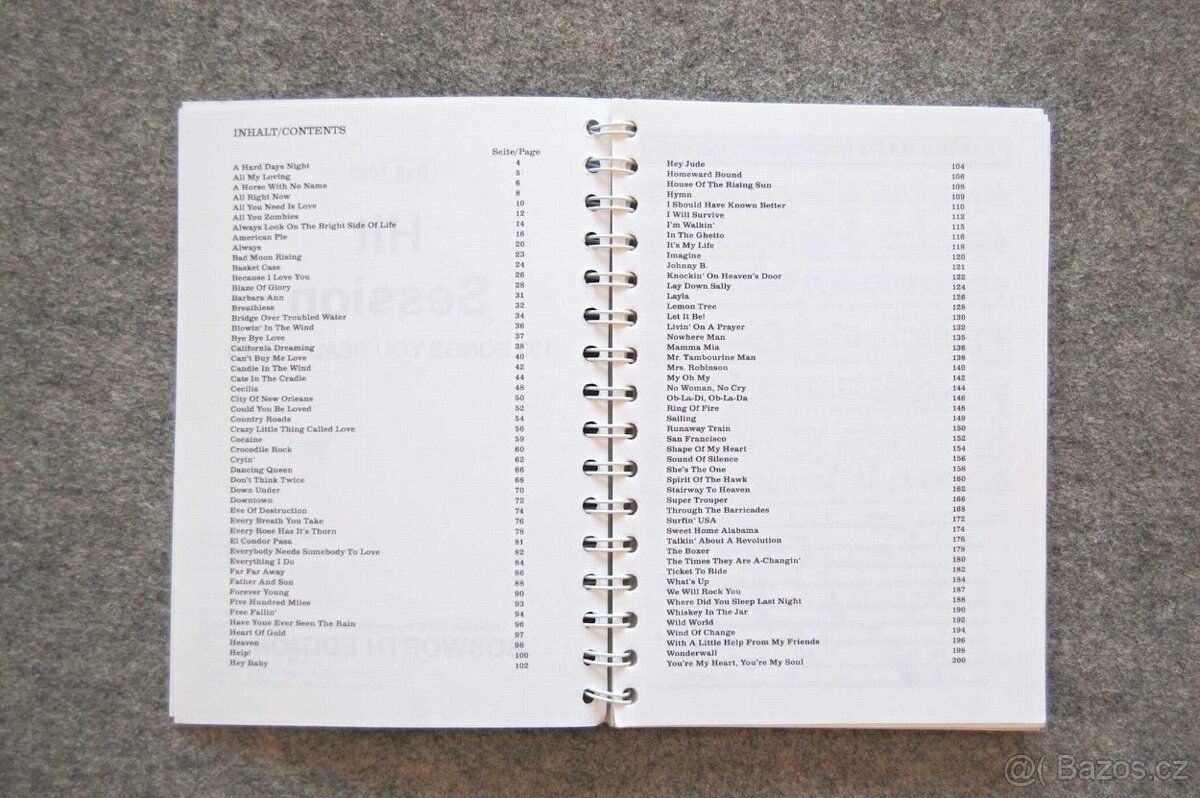 INHALT/CONTENTS
Seite/Page
A Hard Days Night 4
All My Loving 5
A Horse With No Name 6
All Right Now 8
All You Need Is Love 10
All You Zombies 12
Always Look On The Bright Side Of Life 14
American Pie 16
Always 20
Bad Moon Rising 23
Basket Case 24
Because I Love You 26
Blaze Of Glory 28
Barbara Ann 31
Breathless 32
Bridge Over Troubled Water 34
Blowin' In The Wind 36
Bye Bye Love 37
California Dreaming 38
Can't Buy Me Love 40
Candle In The Wind 42
Cats In The Cradle 44
Cecilia 48
City Of New Orleans 50
Could You Be Loved 52
Country Roads 54
Crazy Little Thing Called Love 56
Cocaine 59
Crocodile Rock 60
Cryin' 62
Dancing Queen 66
Don't Think Twice 68
Down Under 70
Downtown 72
Eve Of Destruction 74
Every Breath You Take 76
Every Rose Has It's Thorn 78
El Condor Pasa 81
Everybody Needs Somebody To Love 82
Everything I Do 84
Far Far Away 86
Father And Son 88
Forever Young 90
Five Hundred Miles 93
Free Fallin' 94
Have Youe Ever Seen The Rain 96
Heart Of Gold 97
Heaven 98
Help! 100
Hey Baby 102
Hey Jude 104
Homeward Bound 106
House Of The Rising Sun 108
Hymn 109
I Should Have Known Better 110
I Will Survive 112
I'm Walkin' 115
In The Ghetto 116
It's My Life 118
Imagine 120
Johnny B. 121
Knockin' On Heaven's Door 122
Lay Down Sally 124
Layla 126
Lemon Tree 128
Let It Be! 130
Livin' On A Prayer 132
Nowhere Man 135
Mamma Mia 136
Mr. Tambourine Man 138
Mrs. Robinson 140
My Oh My 142
No Woman, No Cry 144
Ob-La-Di, Ob-La-Da 146
Ring Of Fire 148
Sailing 149
Runaway Train 150
San Francisco 152
Shape Of My Heart 154
Sound Of Silence 156
She's The One 158
Spirit Of The Hawk 160
Stairway To Heaven 162
Super Trouper 166
Through The Barricades 168
Surfin' USA 172
Sweet Home Alabama 174
Talkin' About A Revolution 176
The Boxer 178
The Times They Are A-Changin' 180
Ticket To Ride 182
What's Up 184
We Will Rock You 187
Where Did You Sleep Last Night 188
Whiskey In The Jar 190
Wild World 192
Wind Of Change 194
With A Little Help From My Friends 196
Wonderwall 198
You're My Heart, You're My Soul 200
@( Bazos.cz